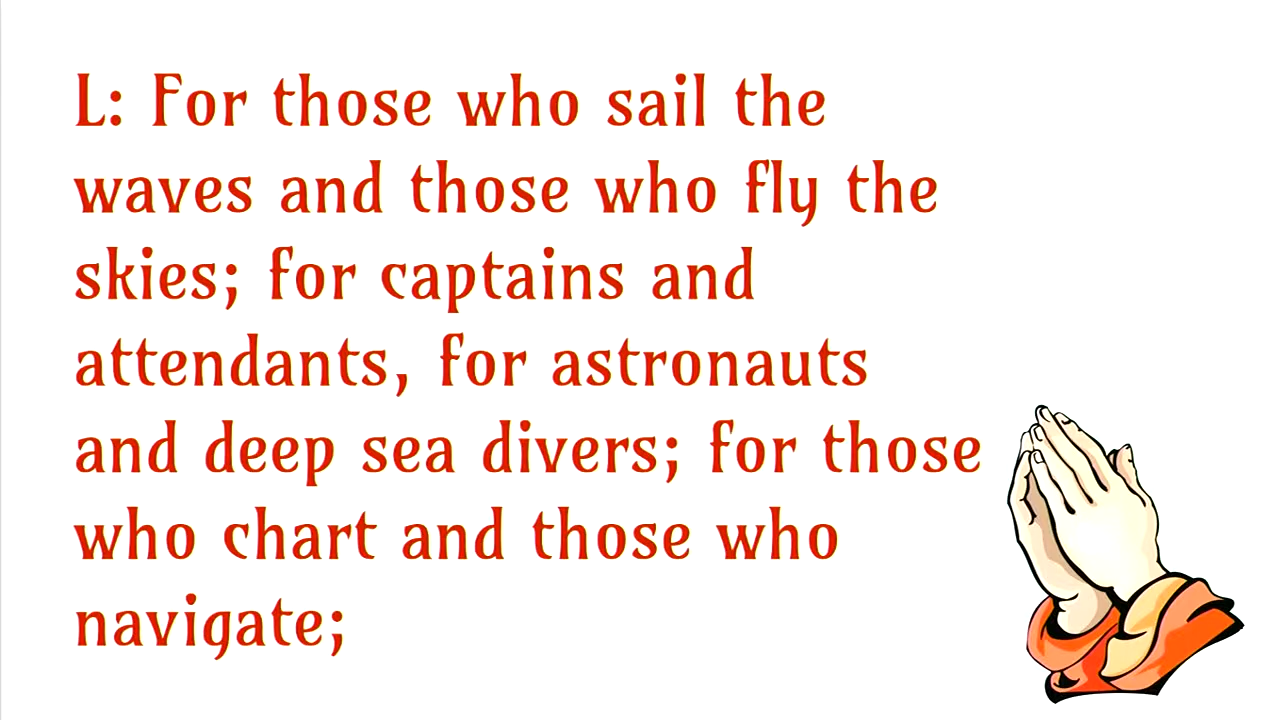 L: For those who sail the
waves and those who fly the
skies; for captains and
attendants, for astronauts
and deep sea divers; for those
who chart and those who
navigate;